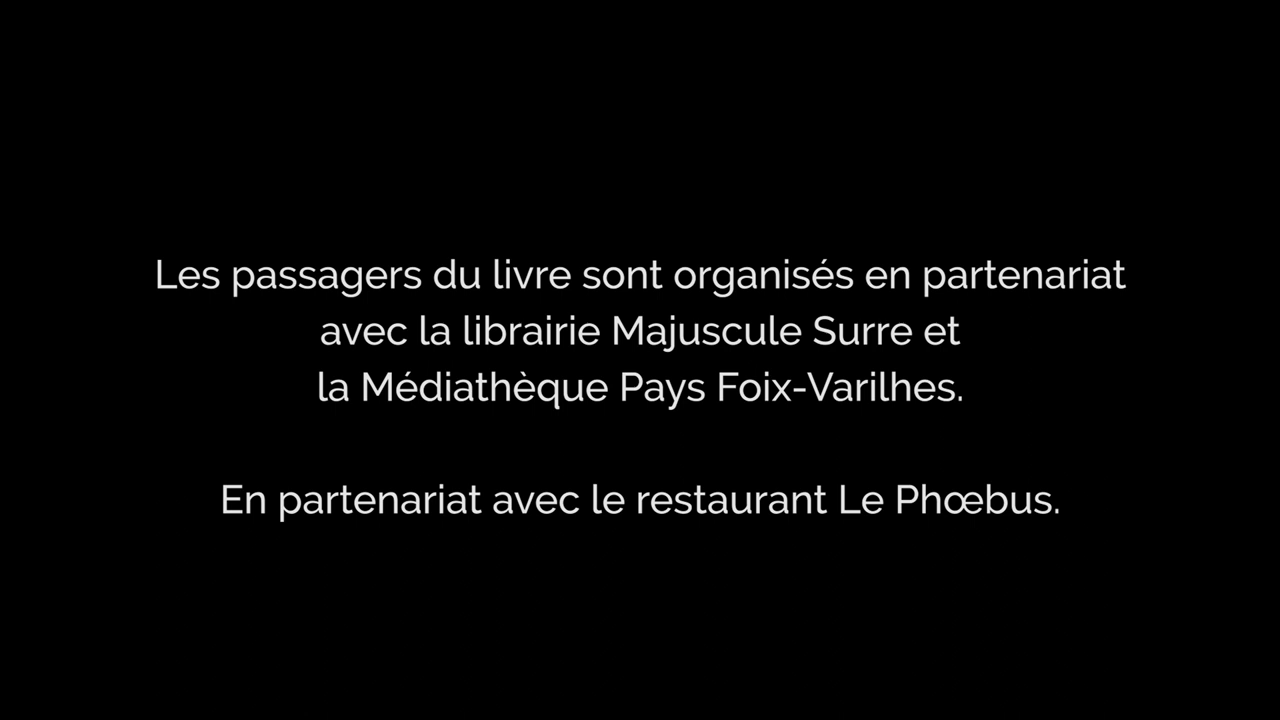 Les passagers du livre sont organisés en partenariat
avec la librairie Majuscule Surre et
la Médiathèque Pays Foix-Varilhes.
En partenariat avec le restaurant Le Phœbus.